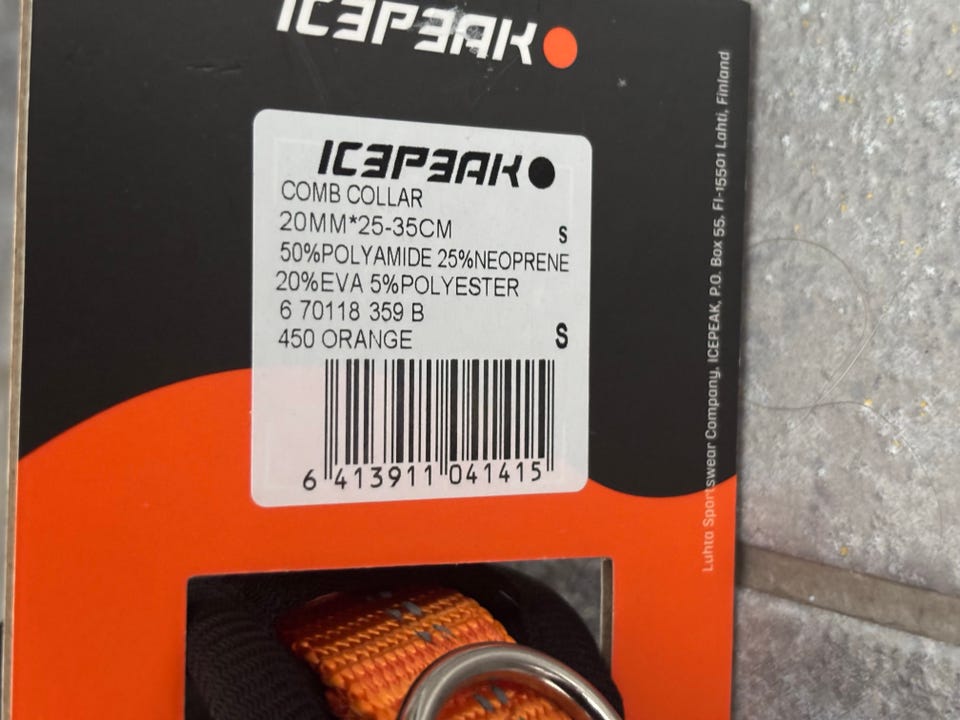 ICEPEAK
ICEPEAK
COMB COLLAR
20MM*25-35CM
S
50%POLYAMIDE 25%NEOPRENE
20%EVA 5%POLYESTER
6 70118 359 B
450 ORANGE
S
6 413911 041415
Luhta Sportswear Company, ICEPEAK, P.O. Box 55, FI-15501 Lahti, Finland